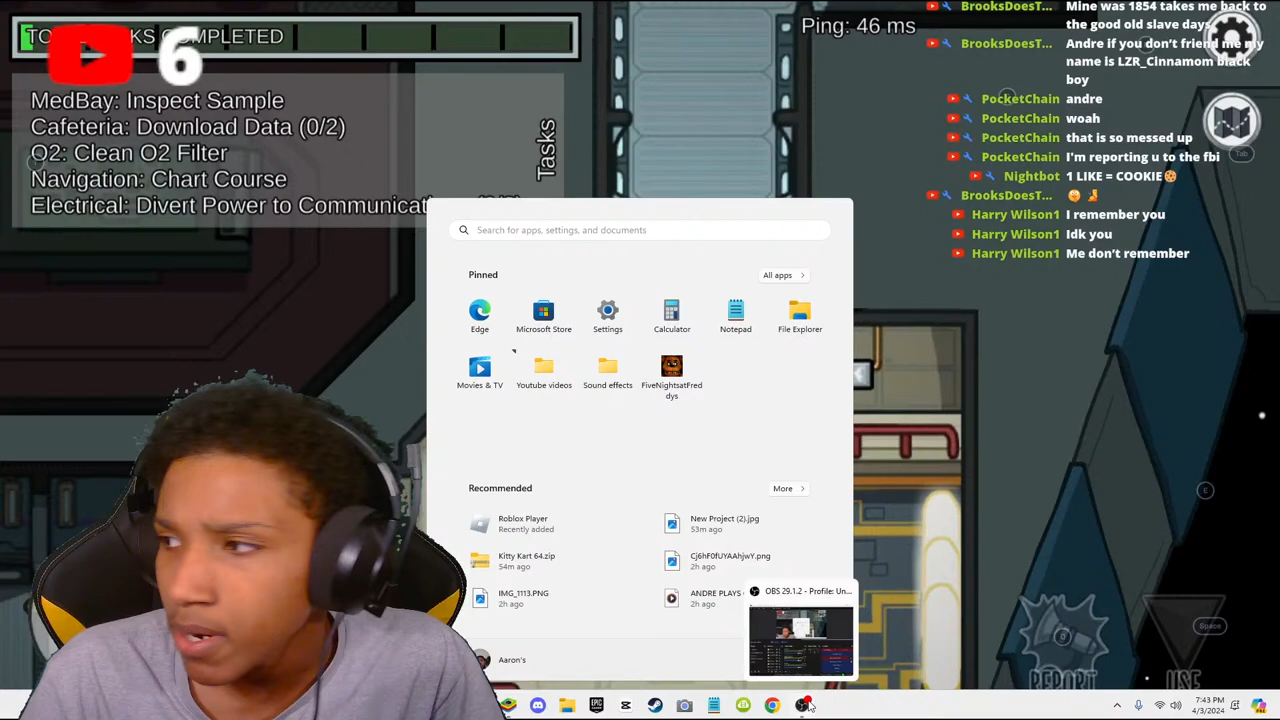 TO
KS COMPLETED
6
Ping: 46 ms
MedBay: Inspect Sample
Cafeteria: Download Data (0/2)
O2: Clean O2 Filter
Navigation: Chart Course
Electrical: Divert Power to Communicat
Tasks
BrooksDoesT... Mine was 1854 takes me back to
the good old slave days
BrooksDoesT... Andre if you don’t friend me my
name is LZR_Cinnamom black
boy
PocketChain andre
PocketChain woah
PocketChain that is so messed up
PocketChain I'm reporting u to the fbi
Nightbot 1 LIKE = COOKIE🍪
BrooksDoesT...
Harry Wilson1 I remember you
Harry Wilson1 Idk you
Harry Wilson1 Me don’t remember
Tab
Search for apps, settings, and documents
Pinned
All apps
Edge
Microsoft Store
Settings
Calculator
Notepad
File Explorer
Movies & TV
Youtube videos
Sound effects
FiveNightsatFred
dys
Recommended
More
Roblox Player
Recently added
New Project (2).jpg
53m ago
Kitty Kart 64.zip
54m ago
Cj6hF0fUYAAhjwY.png
2h ago
IMG_1113.PNG
2h ago
ANDRE PLAYS
2h ago
OBS 29.1.2 - Profile: Un...
Aaron's
E
Space
REPORT
USE
EPIC
7:43 PM
4/3/2024